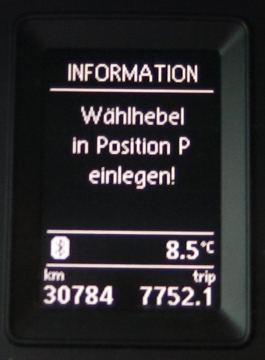 INFORMATION
Wählhebel
in Position P
einlegen!
8.5°C
km trip
30784 7752.1